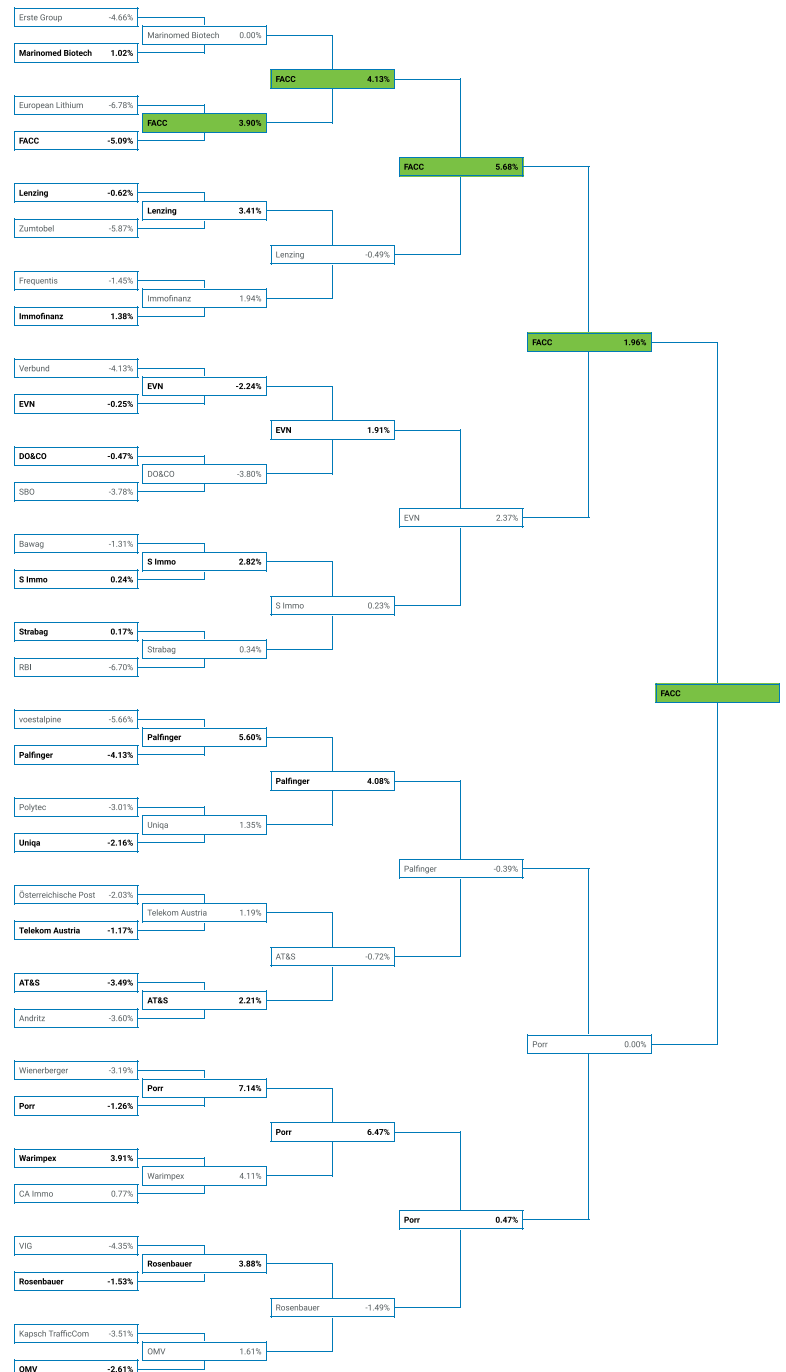 Erste Group -4.66%
Marinomed Biotech 0.00%
Marinomed Biotech 1.02%
FACC 4.13%
European Lithium -6.78%
FACC 3.90%
FACC -5.09%
FACC 5.68%
Lenzing -0.62%
Lenzing 3.41%
Zumtobel -5.87%
Lenzing -0.49%
Frequentis -1.45%
Immofinanz 1.94%
Immofinanz 1.38%
FACC 1.96%
Verbund -4.13%
EVN -2.24%
EVN -0.25%
EVN 1.91%
DO&CO -0.47%
DO&CO -3.80%
SBO -3.78%
EVN 2.37%
Bawag -1.31%
S Immo 2.82%
S Immo 0.24%
S Immo 0.23%
Strabag 0.17%
Strabag 0.34%
RBI -6.70%
FACC
voestalpine -5.66%
Palfinger 5.60%
Palfinger -4.13%
Palfinger 4.08%
Polytec -3.01%
Uniqa 1.35%
Uniqa -2.16%
Palfinger -0.39%
Österreichische Post -2.03%
Telekom Austria 1.19%
Telekom Austria -1.17%
AT&S -0.72%
AT&S -3.49%
AT&S 2.21%
Andritz -3.60%
Porr 0.00%
Wienerberger -3.19%
Porr 7.14%
Porr -1.26%
Porr 6.47%
Warimpex 3.91%
Warimpex 4.11%
CA Immo 0.77%
Porr 0.47%
VIG -4.35%
Rosenbauer 3.88%
Rosenbauer -1.53%
Rosenbauer -1.49%
Kapsch TrafficCom -3.51%
OMV 1.61%
OMV -2.61%